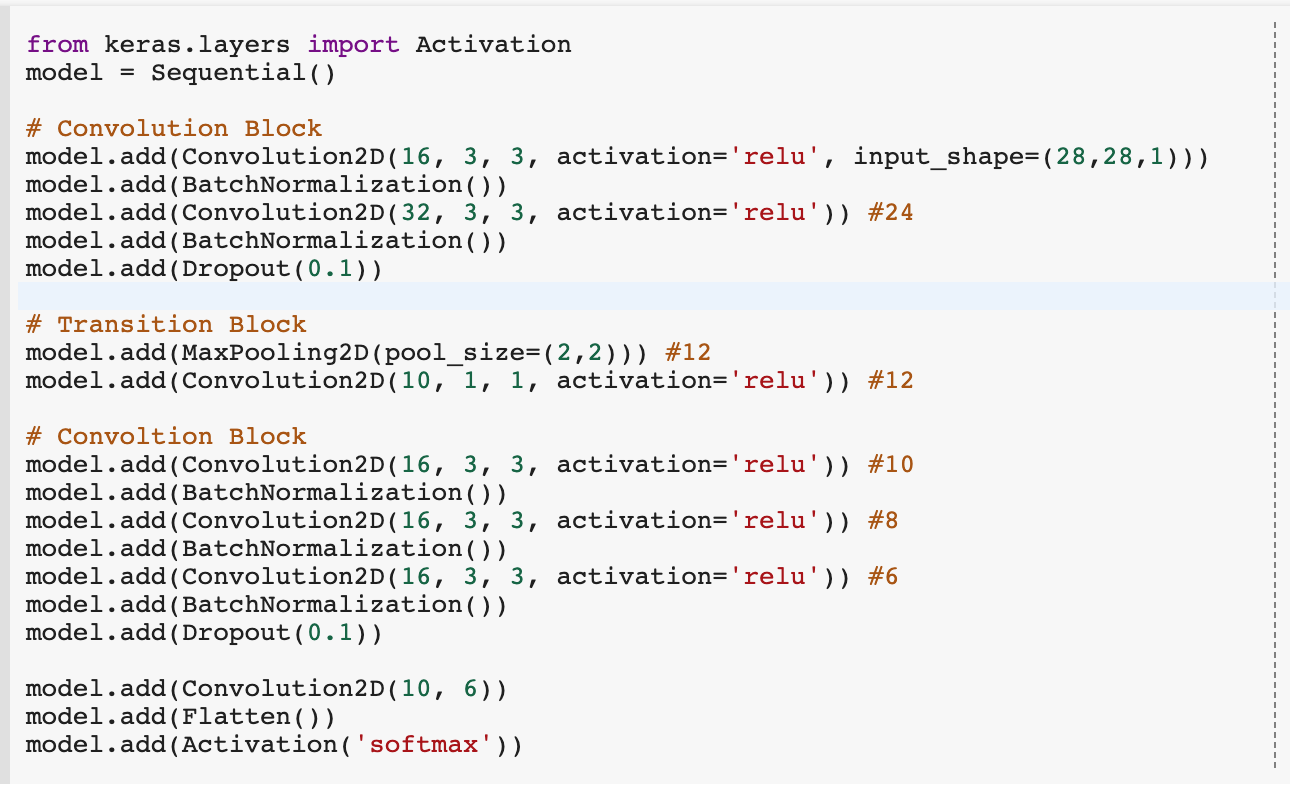 from keras.layers import Activation
model = Sequential()
# Convolution Block
model.add(Convolution2D(16, 3, 3, activation='relu', input_shape=(28,28,1)))
model.add(BatchNormalization())
model.add(Convolution2D(32, 3, 3, activation='relu')) #24
model.add(BatchNormalization())
model.add(Dropout(0.1))
# Transition Block
model.add(MaxPooling2D(pool_size=(2,2))) #12
model.add(Convolution2D(10, 1, 1, activation='relu')) #12
# Convoltion Block
model.add(Convolution2D(16, 3, 3, activation='relu')) #10
model.add(BatchNormalization())
model.add(Convolution2D(16, 3, 3, activation='relu')) #8
model.add(BatchNormalization())
model.add(Convolution2D(16, 3, 3, activation='relu')) #6
model.add(BatchNormalization())
model.add(Dropout(0.1))
model.add(Convolution2D(10, 6))
model.add(Flatten())
model.add(Activation('softmax'))